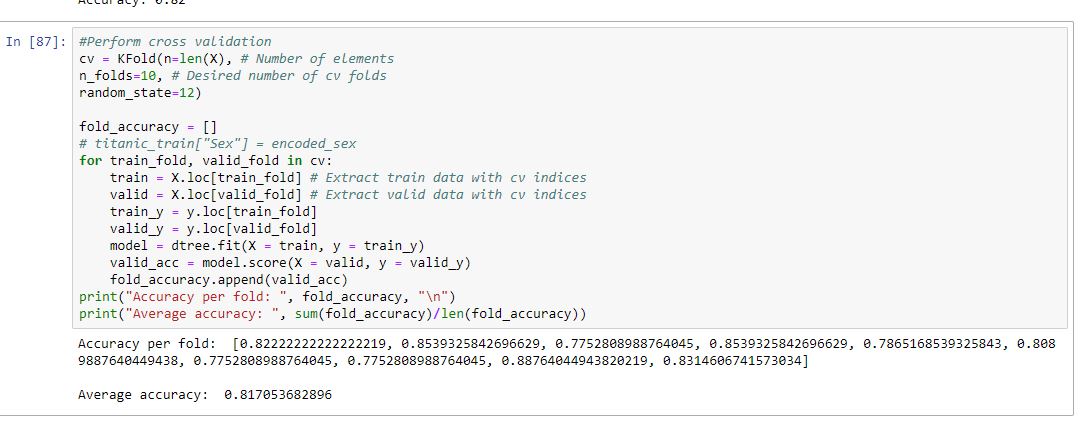 Accuracy: 0.82
In [87]: #Perform cross validation
cv = KFold(n=len(X), # Number of elements
n_folds=10, # Desired number of cv folds
random_state=12)
fold_accuracy = []
# titanic_train["Sex"] = encoded_sex
for train_fold, valid_fold in cv:
    train = X.loc[train_fold] # Extract train data with cv indices
    valid = X.loc[valid_fold] # Extract valid data with cv indices
    train_y = y.loc[train_fold]
    valid_y = y.loc[valid_fold]
    model = dtree.fit(X = train, y = train_y)
    valid_acc = model.score(X = valid, y = valid_y)
    fold_accuracy.append(valid_acc)
print("Accuracy per fold: ", fold_accuracy, "\n")
print("Average accuracy: ", sum(fold_accuracy)/len(fold_accuracy))
Accuracy per fold:  [0.82222222222222219, 0.8539325842696629, 0.7752808988764045, 0.8539325842696629, 0.7865168539325843, 0.808
9887640449438, 0.7752808988764045, 0.7752808988764045, 0.88764044943820219, 0.8314606741573034]
Average accuracy:  0.817053682896